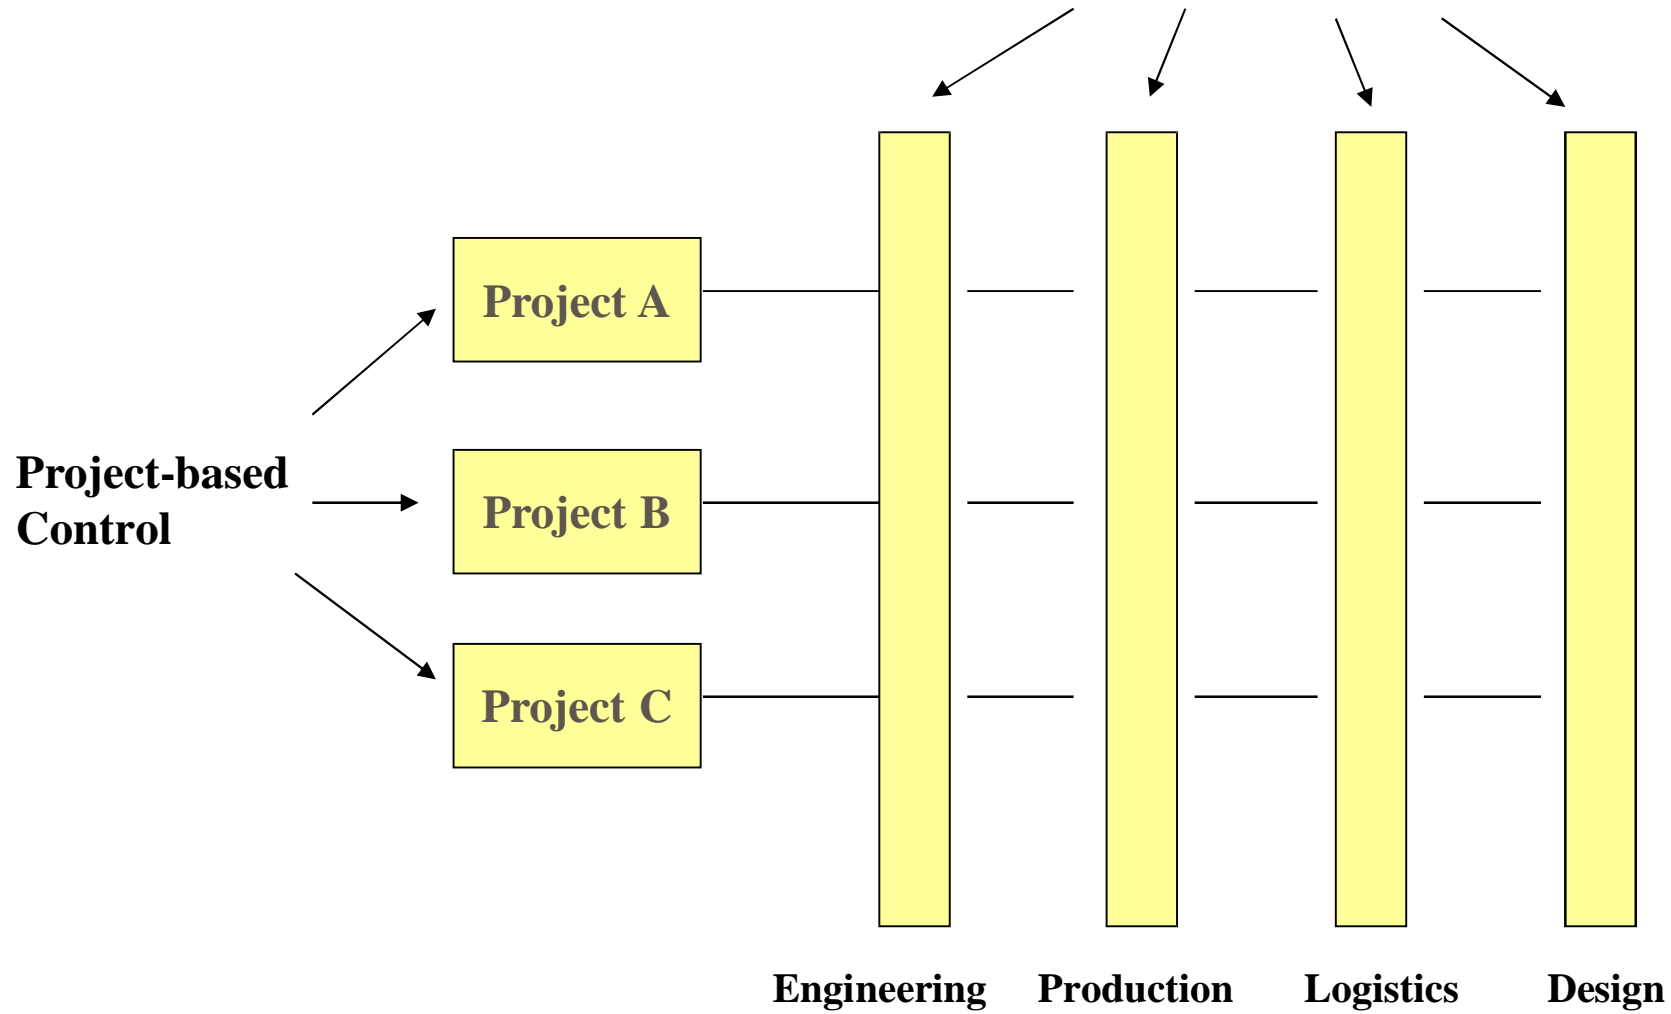 Project A
Project-based
Control
Project B
Project C
Engineering
Production
Logistics
Design